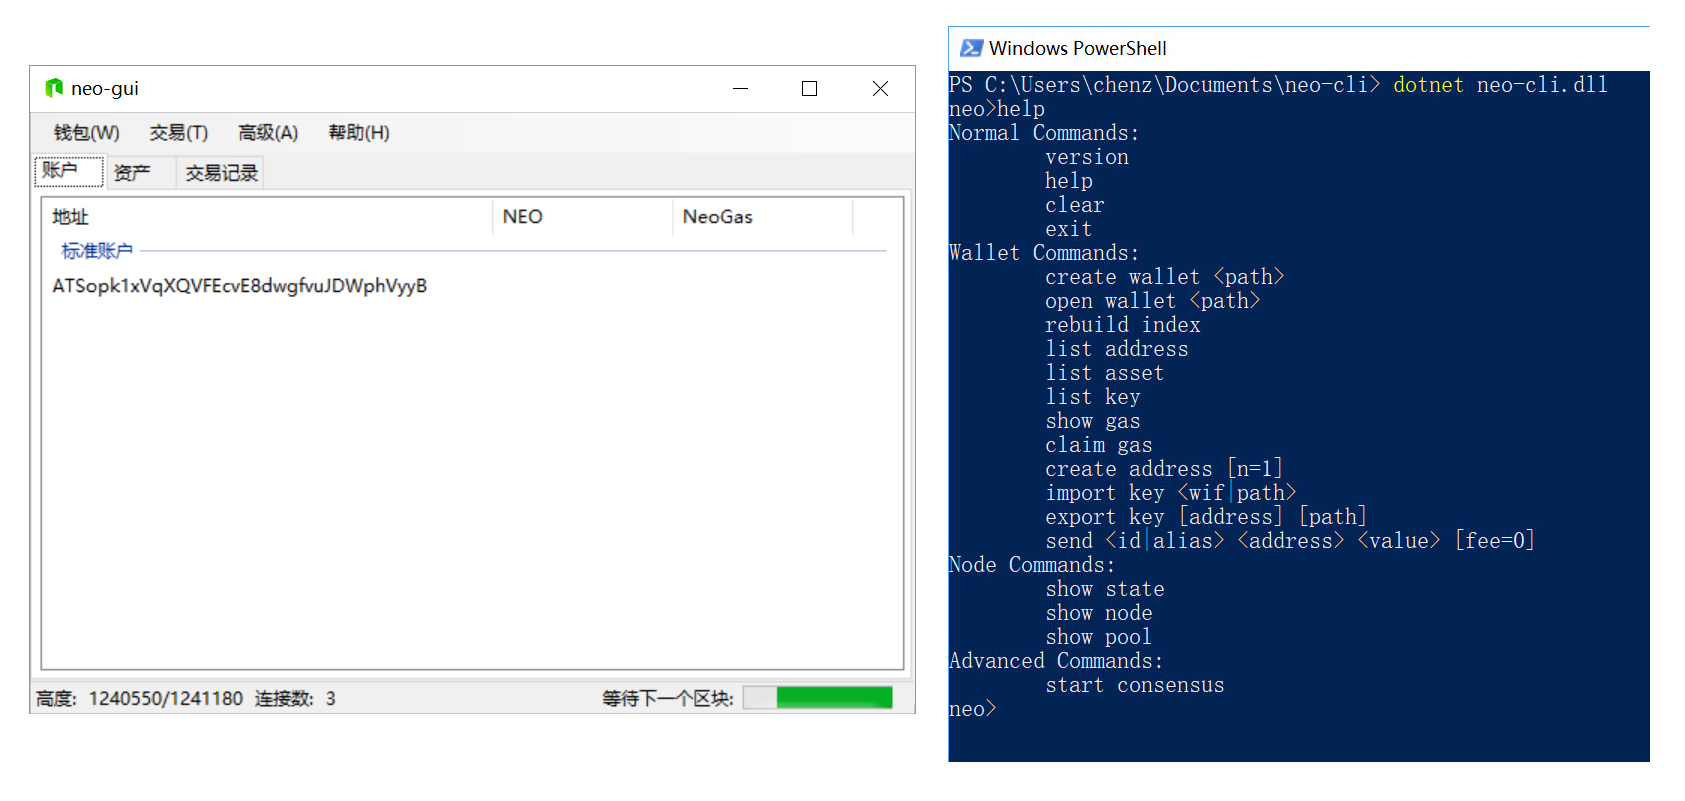 neo-gui
钱包(W) 交易(T) 高级(A) 帮助(H)
账户 资产 交易记录
地址 NEO NeoGas
标准账户
ATSopk1xVqXQVFEcvE8dwgfvuJDWphVyyB
高度: 1240550/1241180 连接数: 3 等待下一个区块:
Windows PowerShell
PS C:\Users\chenz\Documents\neo-cli> dotnet neo-cli.dll
neo>help
Normal Commands:
version
help
clear
exit
Wallet Commands:
create wallet <path>
open wallet <path>
rebuild index
list address
list asset
list key
show gas
claim gas
create address [n=1]
import key <wif|path>
export key [address] [path]
send <id|alias> <address> <value> [fee=0]
Node Commands:
show state
show node
show pool
Advanced Commands:
start consensus
neo>